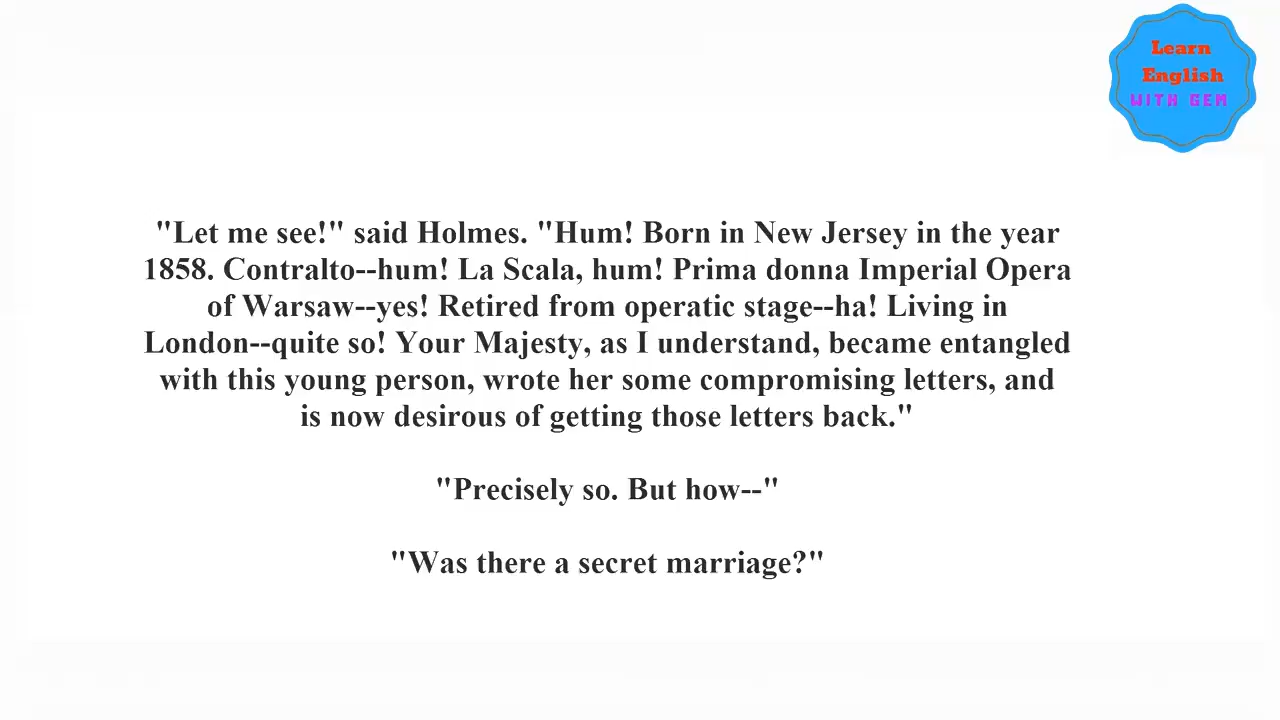 Learn
English
WITH GEM
"Let me see!" said Holmes. "Hum! Born in New Jersey in the year
1858. Contralto--hum! La Scala, hum! Prima donna Imperial Opera
of Warsaw--yes! Retired from operatic stage--ha! Living in
London--quite so! Your Majesty, as I understand, became entangled
with this young person, wrote her some compromising letters, and
is now desirous of getting those letters back."
"Precisely so. But how--"
"Was there a secret marriage?"